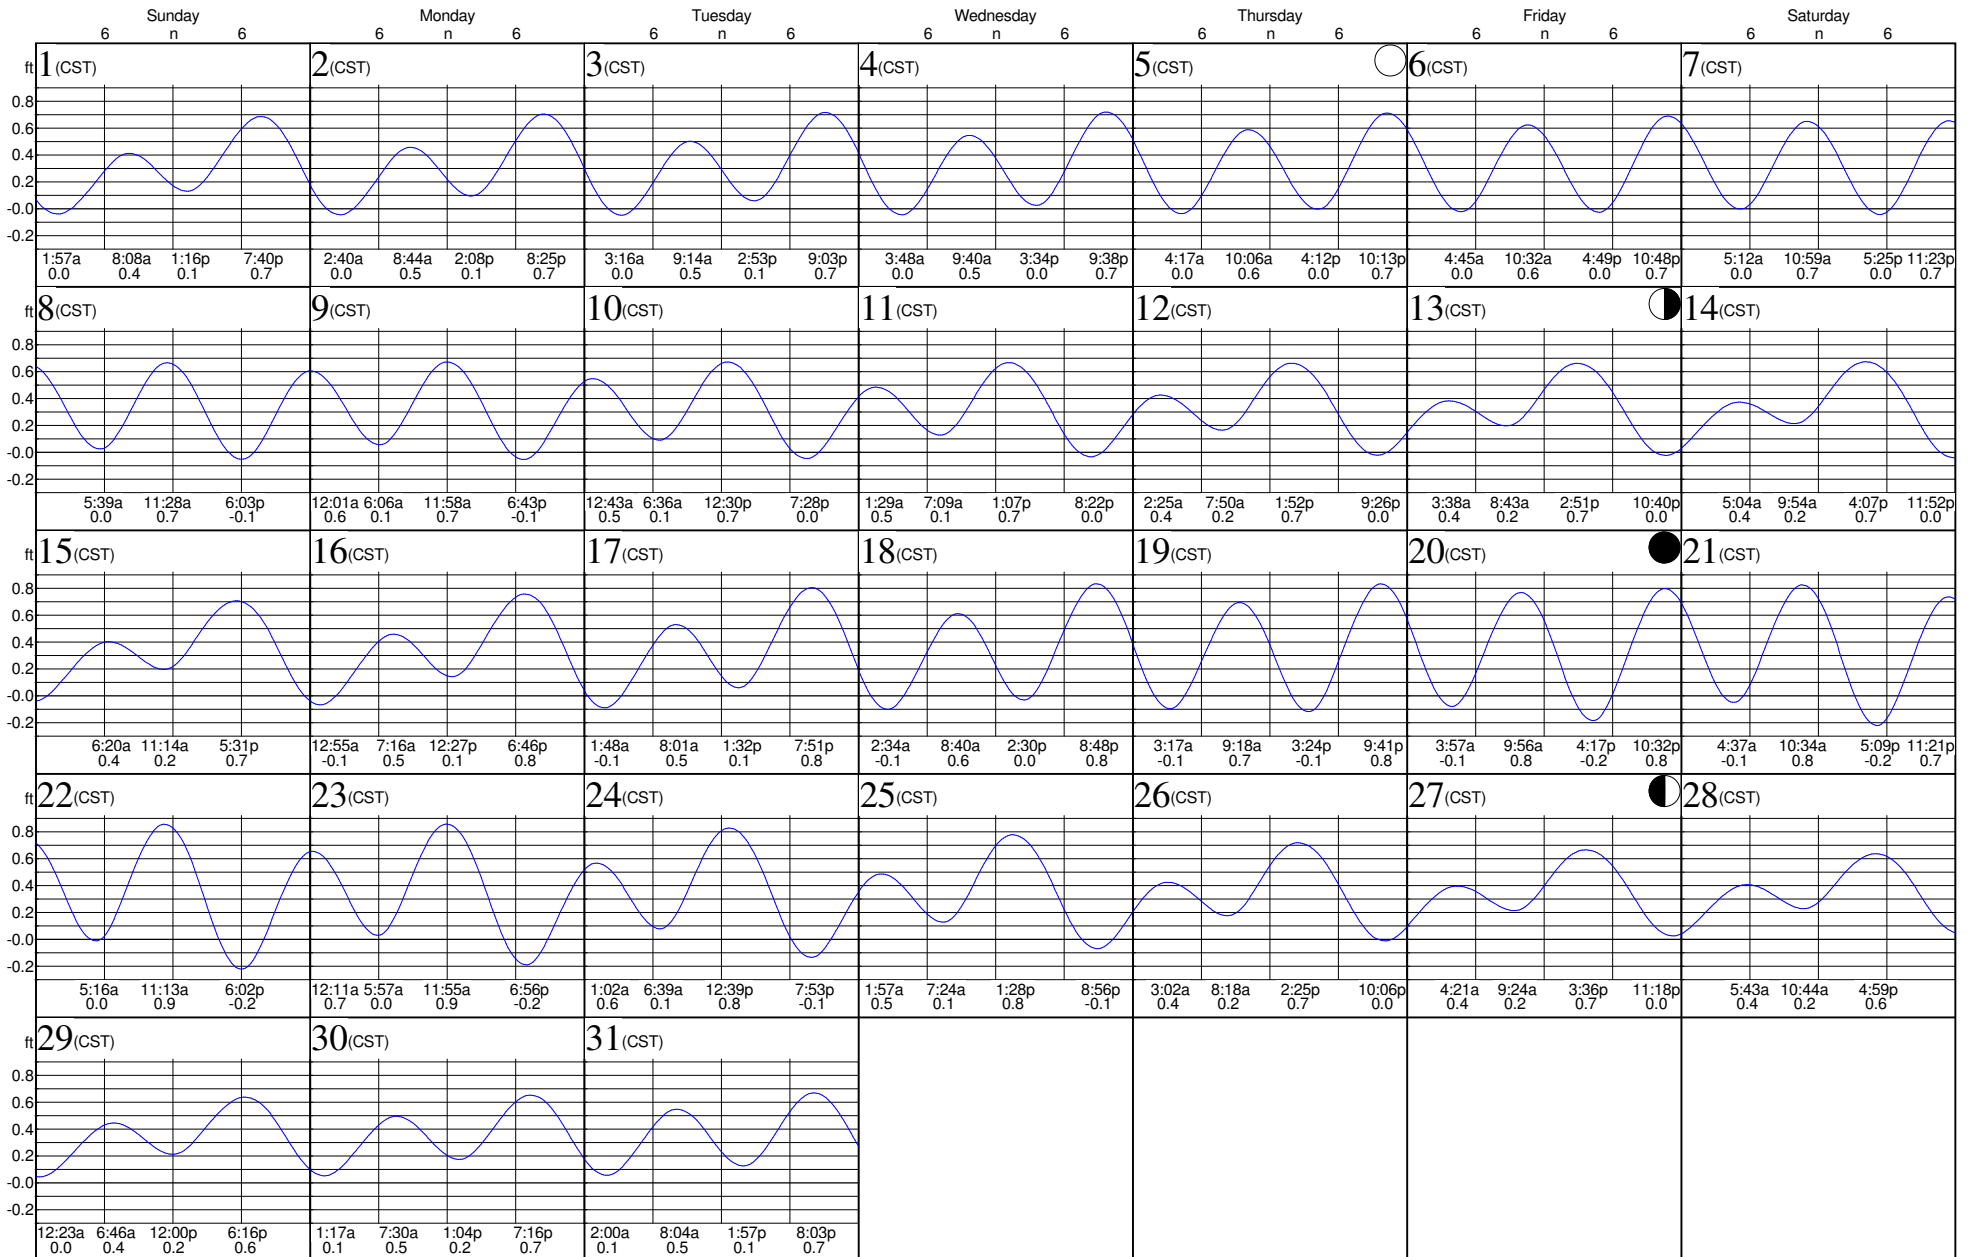 Sunday Monday Tuesday Wednesday Thursday Friday Saturday
6 n 6 6 n 6 6 n 6 6 n 6 6 n 6 6 n 6 6 n 6
ft 1(CST) 2(CST) 3(CST) 4(CST) 5(CST) 6(CST) 7(CST)
0.8
0.6
0.4
0.2
-0.0
-0.2
1:57a 8:08a 1:16p 7:40p 2:40a 8:44a 2:08p 8:25p 3:16a 9:14a 2:53p 9:03p 3:48a 9:40a 3:34p 9:38p 4:17a 10:06a 4:12p 10:13p 4:45a 10:32a 4:49p 10:48p 5:12a 10:59a 5:25p 11:23p
0.0 0.4 0.1 0.7 0.0 0.5 0.1 0.7 0.0 0.5 0.1 0.7 0.0 0.5 0.0 0.7 0.0 0.6 0.0 0.7 0.0 0.6 0.0 0.7 0.0 0.7 0.0 0.7
ft 8(CST) 9(CST) 10(CST) 11(CST) 12(CST) 13(CST) 14(CST)
0.8
0.6
0.4
0.2
-0.0
-0.2
5:39a 11:28a 6:03p 12:01a 6:06a 11:58a 6:43p 12:43a 6:36a 12:30p 7:28p 1:29a 7:09a 1:07p 8:22p 2:25a 7:50a 1:52p 9:26p 3:38a 8:43a 2:51p 10:40p 5:04a 9:54a 4:07p 11:52p
0.0 0.7 -0.1 0.6 0.1 0.7 -0.1 0.5 0.1 0.7 0.0 0.5 0.1 0.7 0.0 0.4 0.2 0.7 0.0 0.4 0.2 0.7 0.0 0.4 0.2 0.7 0.0
ft 15(CST) 16(CST) 17(CST) 18(CST) 19(CST) 20(CST) 21(CST)
0.8
0.6
0.4
0.2
-0.0
-0.2
6:20a 11:14a 5:31p 12:55a 7:16a 12:27p 6:46p 1:48a 8:01a 1:32p 7:51p 2:34a 8:40a 2:30p 8:48p 3:17a 9:18a 3:24p 9:41p 3:57a 9:56a 4:17p 10:32p 4:37a 10:34a 5:09p 11:21p
0.4 0.2 0.7 -0.1 0.5 0.1 0.8 -0.1 0.5 0.1 0.8 -0.1 0.6 0.0 0.8 -0.1 0.7 -0.1 0.8 -0.1 0.8 -0.2 0.8 -0.1 0.8 -0.2 0.7
ft 22(CST) 23(CST) 24(CST) 25(CST) 26(CST) 27(CST) 28(CST)
0.8
0.6
0.4
0.2
-0.0
-0.2
5:16a 11:13a 6:02p 12:11a 5:57a 11:55a 6:56p 1:02a 6:39a 12:39p 7:53p 1:57a 7:24a 1:28p 8:56p 3:02a 8:18a 2:25p 10:06p 4:21a 9:24a 3:36p 11:18p 5:43a 10:44a 4:59p
0.0 0.9 -0.2 0.7 0.0 0.9 -0.2 0.6 0.1 0.8 -0.1 0.5 0.1 0.8 -0.1 0.4 0.2 0.7 0.0 0.4 0.2 0.7 0.0 0.4 0.2 0.6
ft 29(CST) 30(CST) 31(CST)
0.8
0.6
0.4
0.2
-0.0
-0.2
12:23a 6:46a 12:00p 6:16p 1:17a 7:30a 1:04p 7:16p 2:00a 8:04a 1:57p 8:03p
0.0 0.4 0.2 0.6 0.1 0.5 0.2 0.7 0.1 0.5 0.1 0.7